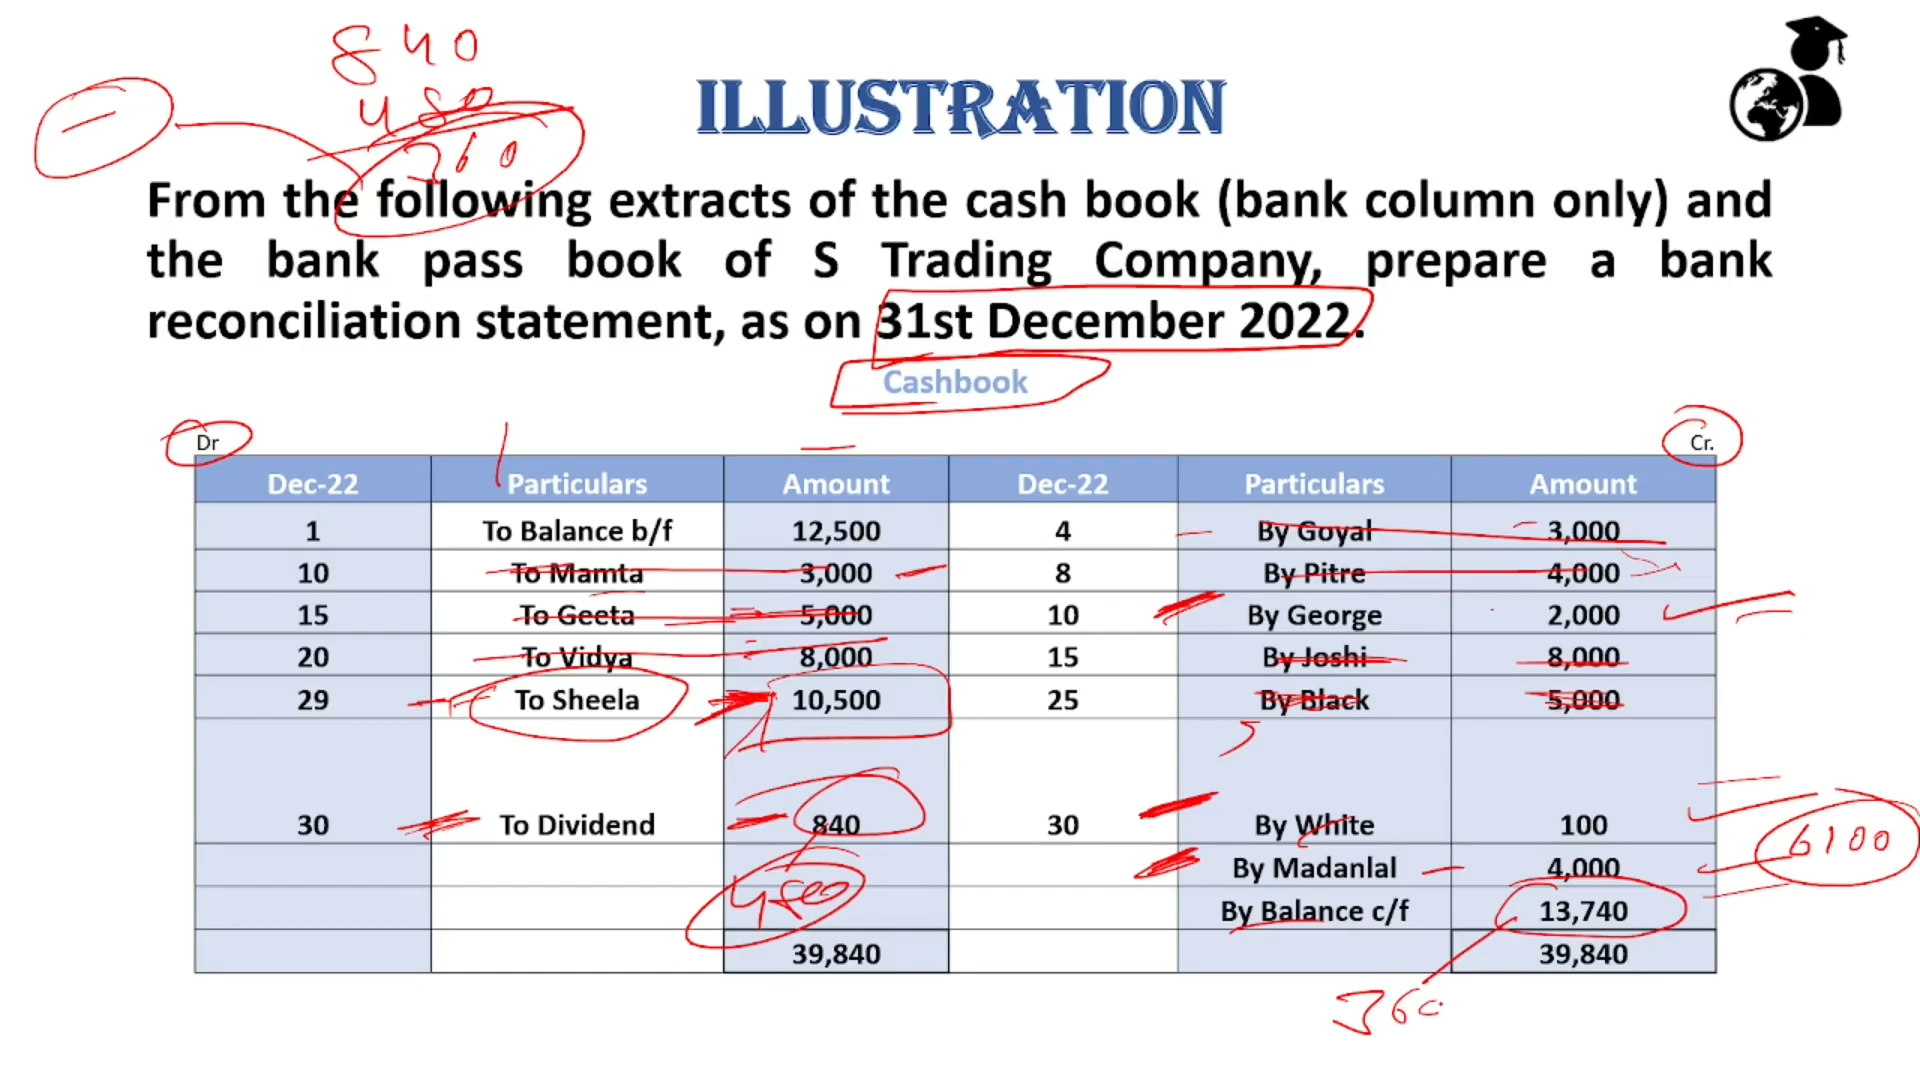 840
480
360
ILLUSTRATION
From the following extracts of the cash book (bank column only) and
the bank pass book of S Trading Company, prepare a bank
reconciliation statement, as on 31st December 2022.
Cashbook
Dr Cr.
Dec-22 Particulars Amount Dec-22 Particulars Amount
1 To Balance b/f 12,500 4 By Goyal 3,000
10 To Mamta 3,000 8 By Pitre 4,000
15 To Geeta 5,000 10 By George 2,000
20 To Vidya 8,000 15 By Joshi 8,000
29 To Sheela 10,500 25 By Black 5,000
30 To Dividend 840 30 By White 100
6100
By Madanlal 4,000
By Balance c/f 13,740
39,840 39,840
360